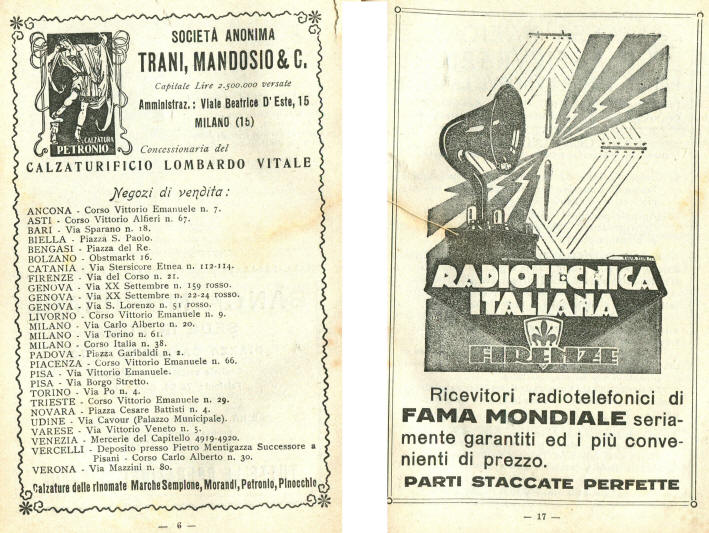 SOCIETÀ ANONIMA
TRANI, MANDOSIO & C.
Capitale Lire 2.500.000 versate
Amministraz.: Viale Beatrice D'Este, 15
MILANO (15)
CALZATURA
PETRONIO
Concessionaria del
CALZATURIFICIO LOMBARDO VITALE
Negozi di vendita:
ANCONA - Corso Vittorio Emanuele n. 7.
ASTI - Corso Vittorio Alfieri n. 67.
BARI - Via Sparano n. 18.
BIELLA - Piazza S. Paolo.
BENGASI - Piazza del Re.
BOLZANO - Obstmarkt 16.
CATANIA - Via Stersicore Etnea n. 112-114.
FIRENZE - Via del Corso n. 21.
GENOVA - Via XX Settembre n. 159 rosso.
GENOVA - Via XX Settembre n. 22-24 rosso.
GENOVA - Via S. Lorenzo n. 51 rosso.
LIVORNO - Corso Vittorio Emanuele n. 9.
MILANO - Via Carlo Alberto n. 20.
MILANO - Via Torino n. 61.
MILANO - Corso Italia n. 38.
PADOVA - Piazza Garibaldi n. 2.
PIACENZA - Corso Vittorio Emanuele n. 66.
PISA - Via Vittorio Emanuele.
PISA - Via Borgo Stretto.
TORINO - Via Po n. 4.
TRIESTE - Corso Vittorio Emanuele n. 29.
NOVARA - Piazza Cesare Battisti n. 4.
UDINE - Via Cavour (Palazzo Municipale).
VARESE - Via Vittorio Veneto n. 5.
VENEZIA - Mercerie del Capitello 4919-4920.
VERCELLI - Deposito presso Pietro Mentigazza Successore a
Pisani - Corso Carlo Alberto n. 30.
VERONA - Via Mazzini n. 80.
Calzature delle rinomate Marche Sempione, Morandi, Petronio, Pinocchio
— 6 —
RADIOTECNICA
ITALIANA
FIRENZE
Ricevitori radiotelefonici di
FAMA MONDIALE seria-
mente garantiti ed i più conve-
nienti di prezzo.
PARTI STACCATE PERFETTE
— 17 —